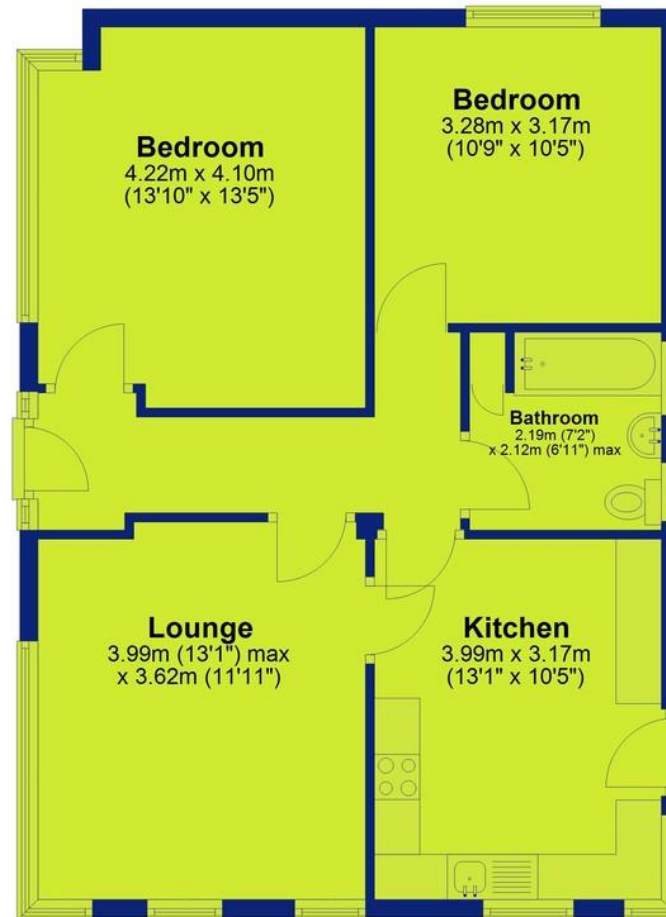 Bedroom
4.22m x 4.10m
(13'10" x 13'5")
Bedroom
3.28m x 3.17m
(10'9" x 10'5")
Bathroom
2.19m (7'2")
x 2.12m (6'11") max
Lounge
3.99m (13'1") max
x 3.62m (11'11")
Kitchen
3.99m x 3.17m
(13'1" x 10'5")